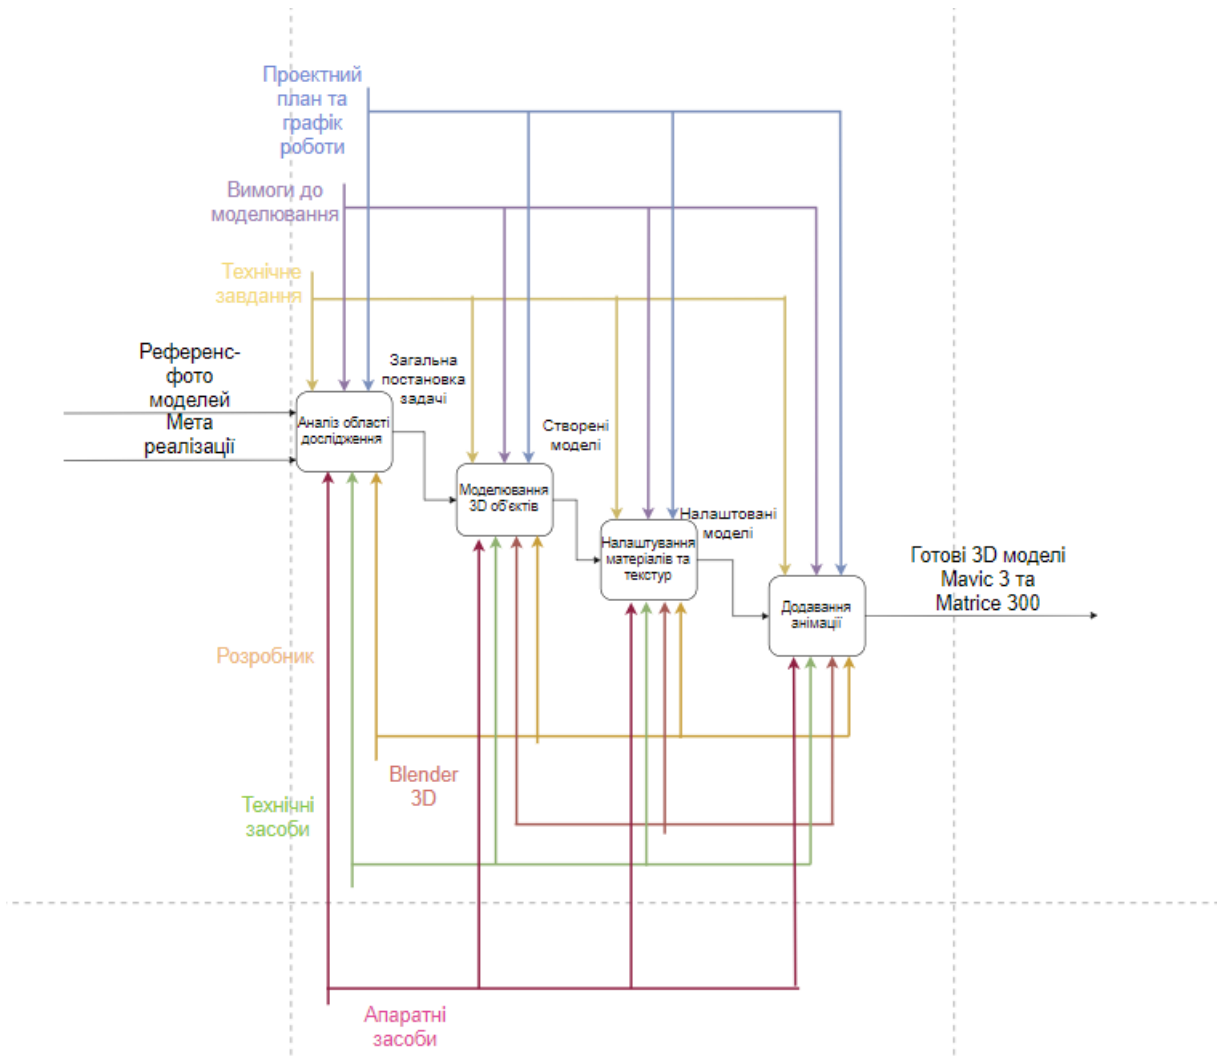 Проектний
план та
графік
роботи
Вимоги до
моделювання
Технічне
завдання
Референс-
фото
моделей
Мета
реалізації
Загальна
постановка
задачі
Аналіз області
дослідження
Створені
моделі
Моделювання
3D об'єктів
Налаштовані
моделі
Налаштування
матеріалів та
текстур
Готові 3D моделі
Mavic 3 та
Matrice 300
Додавання
анімації
Розробник
Blender
3D
Технічні
засоби
Апаратні
засоби